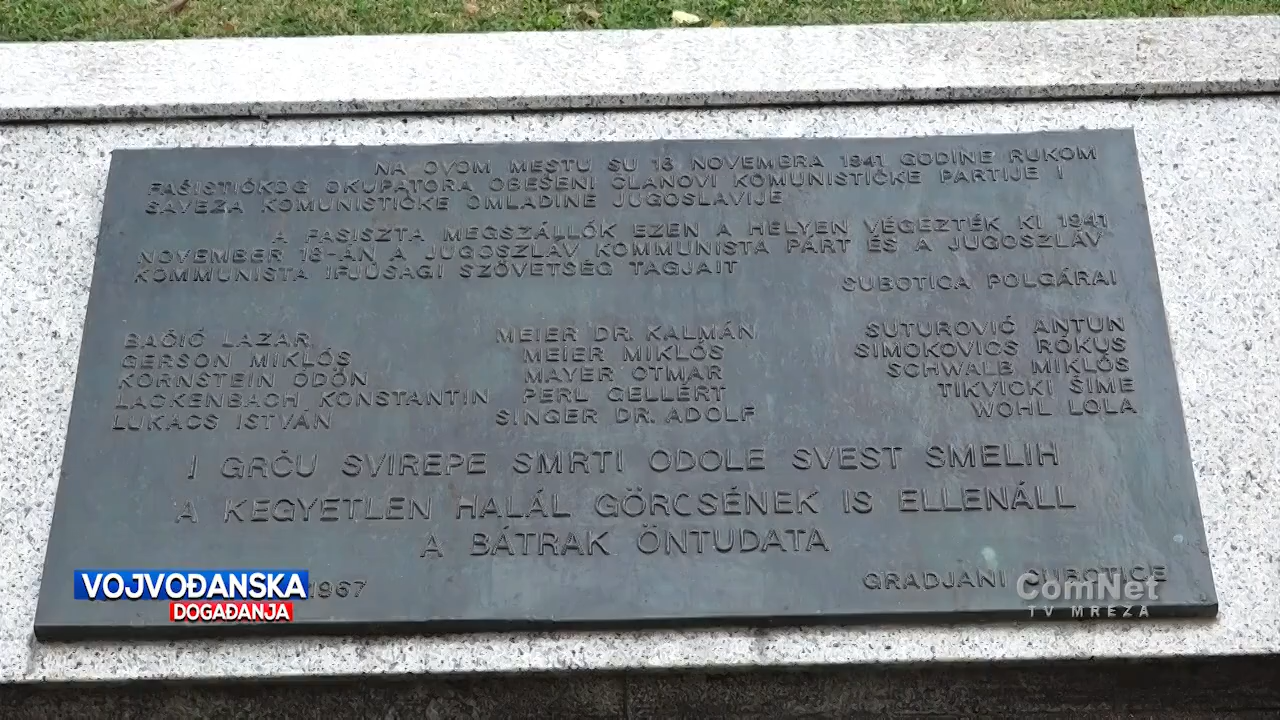 NA OVOM MESTU SU 18 NOVEMBRA 1941 GODINE RUKOM
FAŠISTIČKOG OKUPATORA OBEŠENI ČLANOVI KOMUNISTIČKE PARTIJE I
SAVEZA KOMUNISTIČKE OMLADINE JUGOSLAVIJE
A FASISZTA MEGSZÁLLÓK EZEN A HELYEN VÉGEZTÉK KI 1941
NOVEMBER 18-ÁN A JUGOSZLÁV KOMMUNISTA PÁRT ÉS A JUGOSZLÁV
KOMMUNISTA IFJÚSÁGI SZÖVETSÉG TAGJAIT
SUBOTICA POLGÁRAI
BAČIĆ LAZAR
GERSON MIKLÓS
KORNSTEIN ÖDÖN
LACKENBACH KONSTANTIN
LUKÁCS ISTVÁN
MEIER DR. KALMÁN
MEIER MIKLÓS
MAYER OTMAR
PERL GELLÉRT
SINGER DR. ADOLF
SUTUROVIĆ ANTUN
SIMOKOVICS RÓKUS
SCHWALB MIKLÓS
TIKVICKI ŠIME
WOHL LOLA
I GRČU SVIREPE SMRTI ODOLE SVEST SMELIH
A KEGYETLEN HALÁL GÖRCSÉNEK IS ELLENÁLL
A BÁTRAK ÖNTUDATA
1967
GRADJANI SUBOTICE
VOJVOĐANSKA
DOGAĐANJA
ComNet
TV MREŽA